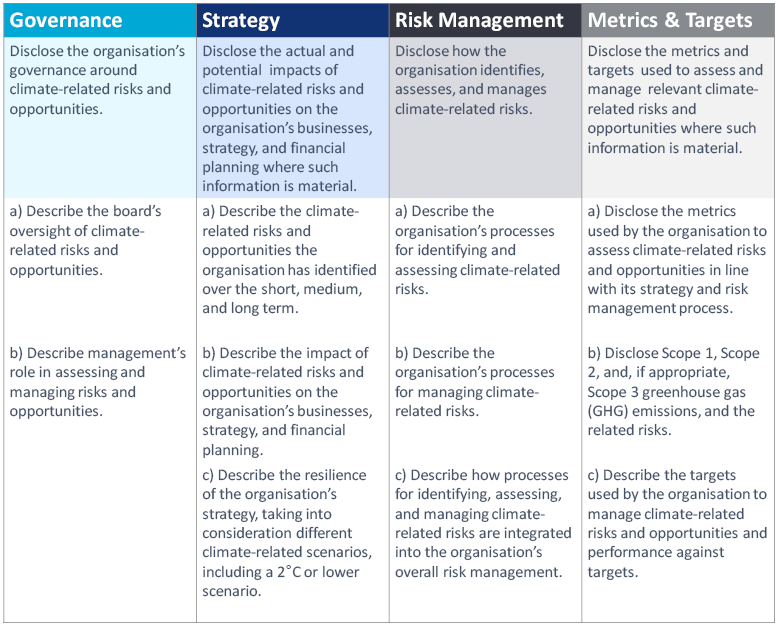 Governance
Disclose the organisation's
governance around
climate-related risks and
opportunities.
a) Describe the board's
oversight of climate-
related risks and
opportunities.
b) Describe management's
role in assessing and
managing risks and
opportunities.
Strategy
Disclose the actual and
potential impacts of
climate-related risks and
opportunities on the
organisation's businesses,
strategy, and financial
planning where such
information is material.
a) Describe the climate-
related risks and
opportunities the
organisation has identified
over the short, medium,
and long term.
b) Describe the impact of
climate-related risks and
opportunities on the
organisation's businesses,
strategy, and financial
planning.
c) Describe the resilience
of the organisation's
strategy, taking into
consideration different
climate-related scenarios,
including a 2°C or lower
scenario.
Risk Management
Disclose how the
organisation identifies,
assesses, and manages
climate-related risks.
a) Describe the
organisation's processes
for identifying and
assessing climate-related
risks.
b) Describe the
organisation's processes
for managing climate-
related risks.
c) Describe how processes
for identifying, assessing,
and managing climate-
related risks are integrated
into the organisation's
overall risk management.
Metrics & Targets
Disclose the metrics and
targets used to assess and
manage relevant climate-
related risks and
opportunities where such
information is material.
a) Disclose the metrics
used by the organisation to
assess climate-related risks
and opportunities in line
with its strategy and risk
management process.
b) Disclose Scope 1, Scope
2, and, if appropriate,
Scope 3 greenhouse gas
(GHG) emissions, and the
related risks.
c) Describe the targets
used by the organisation to
manage climate-related
risks and opportunities and
performance against
targets.